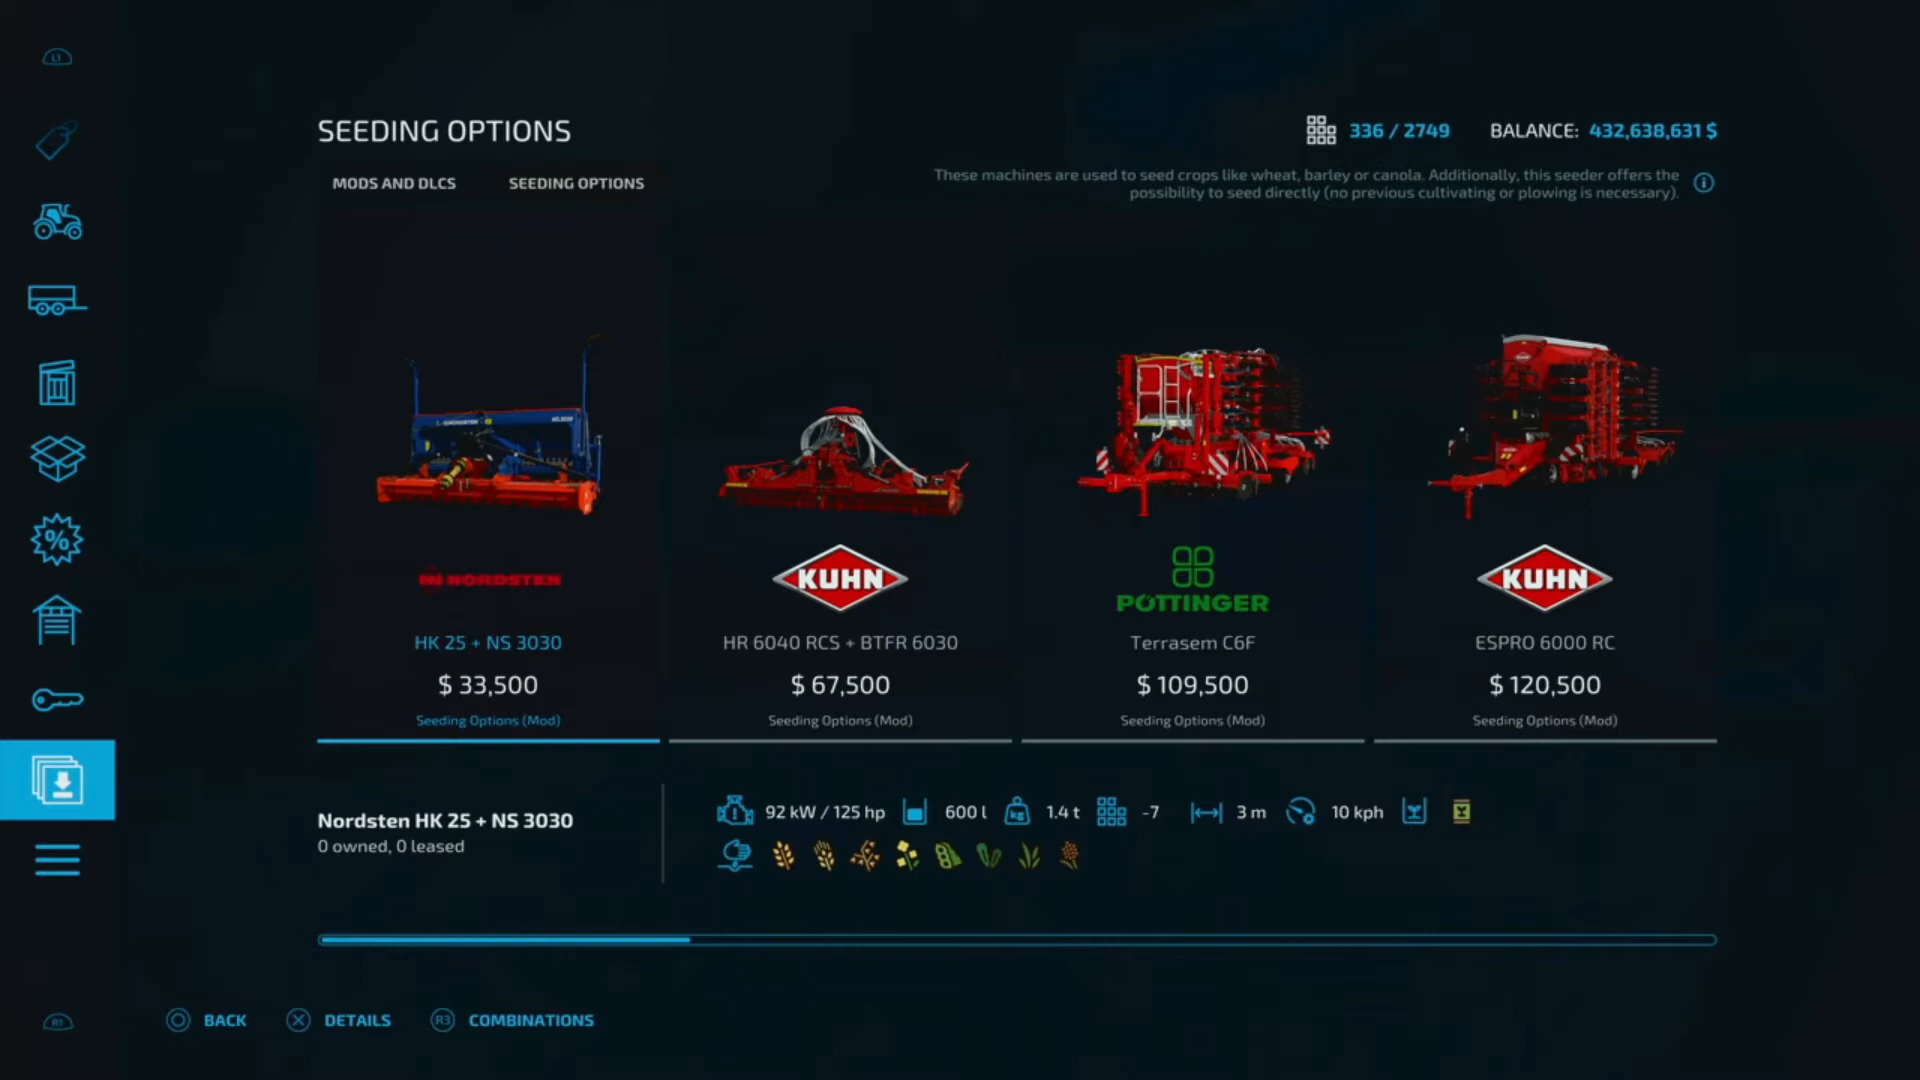 L1
SEEDING OPTIONS
336 / 2749
BALANCE: 432,638,631 $
MODS AND DLCS
SEEDING OPTIONS
These machines are used to seed crops like wheat, barley or canola. Additionally, this seeder offers the
possibility to seed directly (no previous cultivating or plowing is necessary).
NORDSTEN
HK 25 + NS 3030
$ 33,500
Seeding Options (Mod)
KUHN
HR 6040 RCS + BTFR 6030
$ 67,500
Seeding Options (Mod)
PÖTTINGER
Terrasem C6F
$ 109,500
Seeding Options (Mod)
KUHN
ESPRO 6000 RC
$ 120,500
Seeding Options (Mod)
Nordsten HK 25 + NS 3030
0 owned, 0 leased
92 kW / 125 hp
600 l
kg
1.4 t
-7
3 m
10 kph
R1
BACK
DETAILS
R3
COMBINATIONS